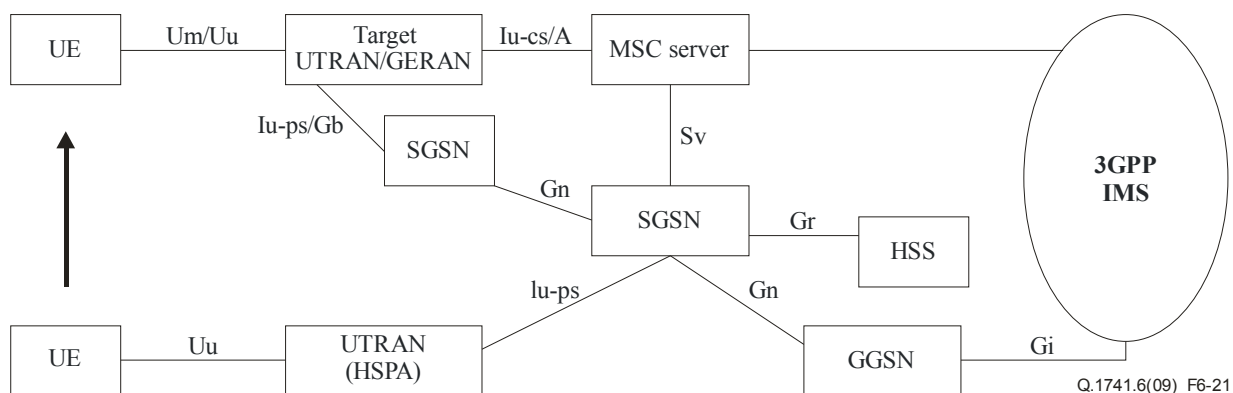 UE
Um/Uu
Target
UTRAN/GERAN
Iu-cs/A
MSC server
Iu-ps/Gb
SGSN
Gn
Sv
3GPP
IMS
SGSN
Gr
HSS
lu-ps
Gn
UE
Uu
UTRAN
(HSPA)
GGSN
Gi
Q.1741.6(09)_F6-21